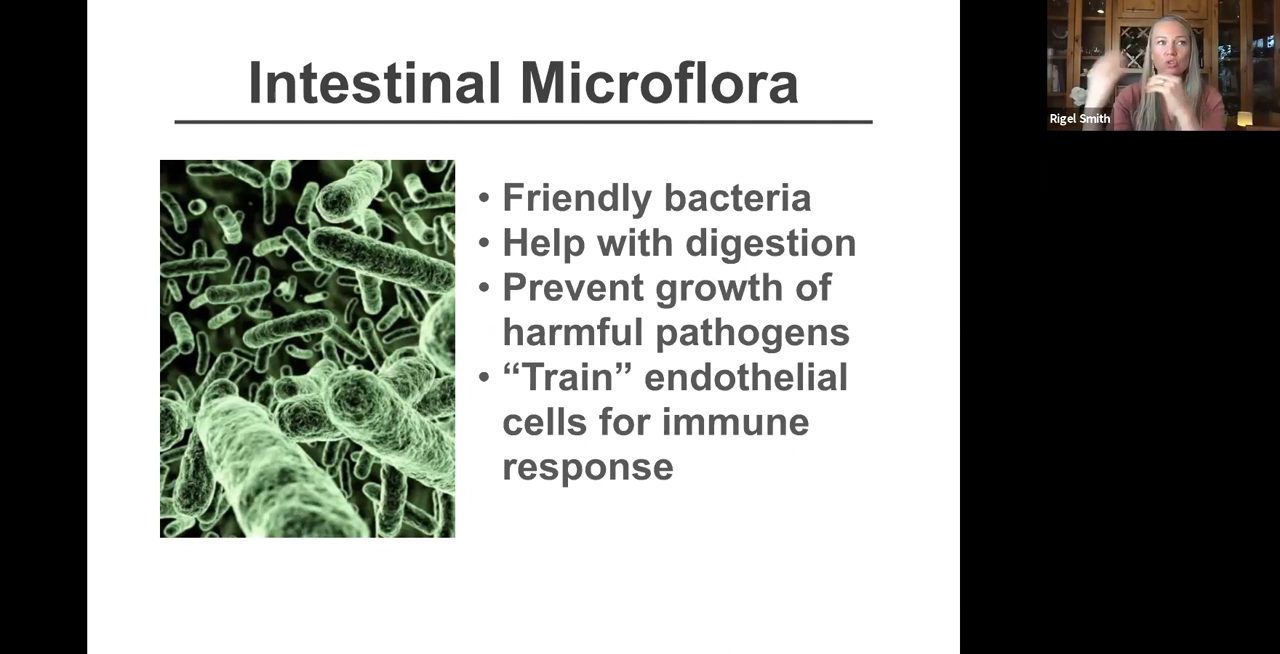 Intestinal Microflora
• Friendly bacteria
• Help with digestion
• Prevent growth of
harmful pathogens
• “Train” endothelial
cells for immune
response
Rigel Smith